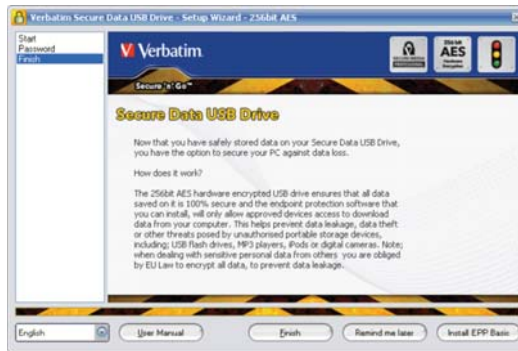 Verbatim Secure Data USB Drive - Setup Wizard - 256bit AES
Start
Password
Finish
Verbatim
AES
Secure 'n' Go™
Secure Data USB Drive
Now that you have safely stored data on your Secure Data USB Drive,
you have the option to secure your PC against data loss.
How does it work?
The 256bit AES hardware encrypted USB drive ensures that all data
saved on it is 100% secure and the endpoint protection software that
you can install, will only allow approved devices access to download
data from your computer. This helps prevent data leakage, data theft
or other threats posed by unauthorised portable storage devices,
including; USB flash drives, MP3 players, iPods or digital cameras. Note;
when dealing with sensitive personal data from others you are obliged
by EU Law to encrypt all data, to prevent data leakage.
English
User Manual
Finish
Remind me later
Install EPP Basic